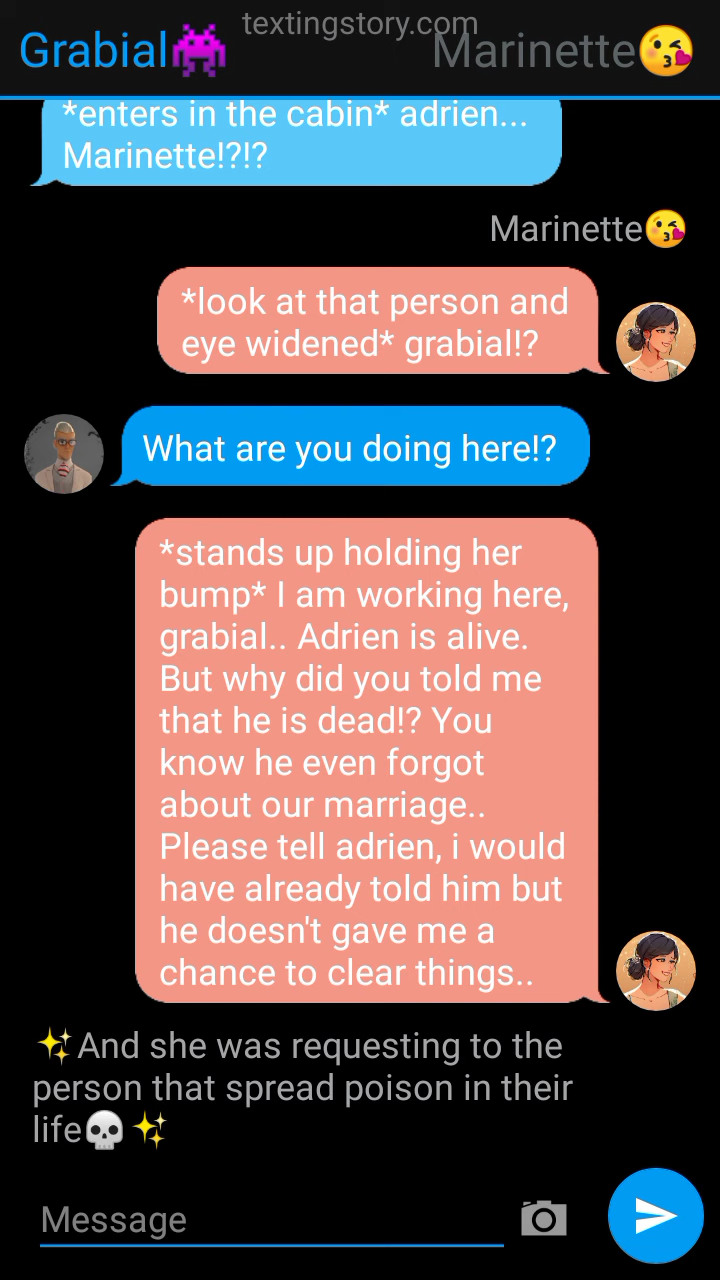 textingstory.com
Grabial👾 Marinette😘
*enters in the cabin* adrien...
Marinette!?!?
Marinette😘
*look at that person and
eye widened* grabial!?
What are you doing here!?
*stands up holding her
bump* I am working here,
grabial.. Adrien is alive.
But why did you told me
that he is dead!? You
know he even forgot
about our marriage..
Please tell adrien, i would
have already told him but
he doesn't gave me a
chance to clear things..
✨And she was requesting to the
person that spread poison in their
life💀✨
Message